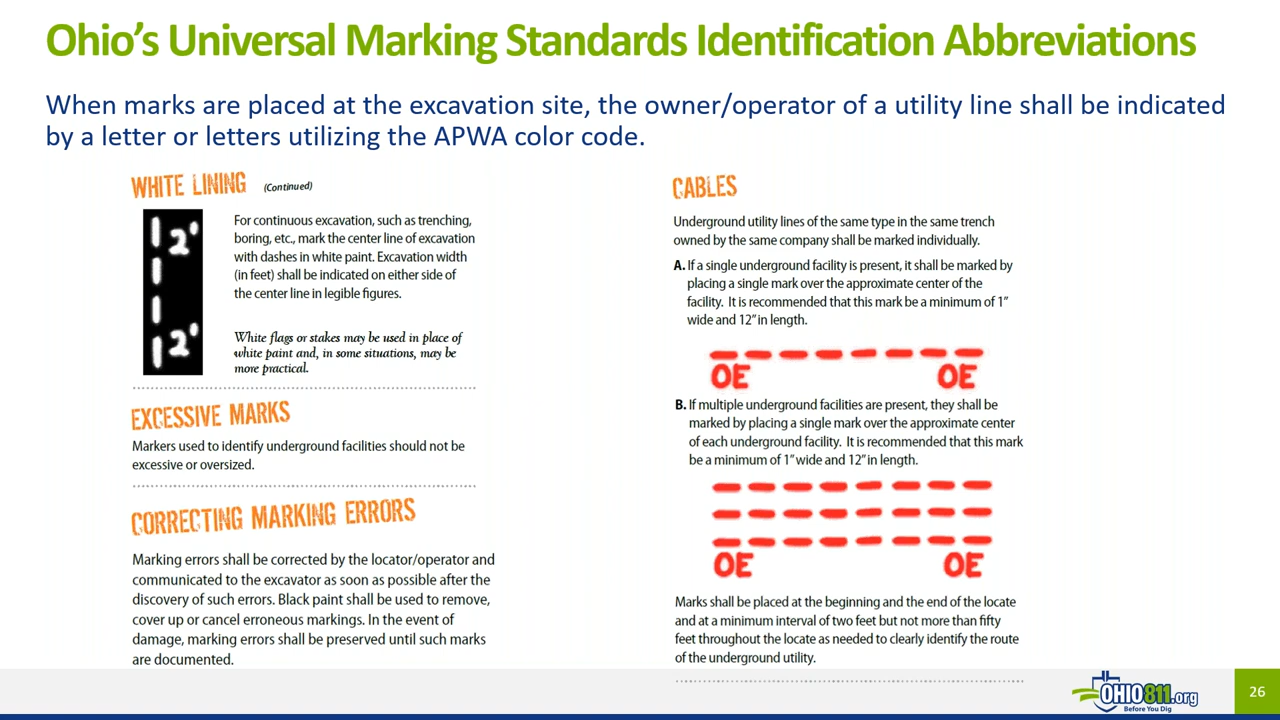 Ohio's Universal Marking Standards Identification Abbreviations
When marks are placed at the excavation site, the owner/operator of a utility line shall be indicated
by a letter or letters utilizing the APWA color code.
WHITE LINING (Continued)
2'
2'
For continuous excavation, such as trenching,
boring, etc., mark the center line of excavation
with dashes in white paint. Excavation width
(in feet) shall be indicated on either side of
the center line in legible figures.
White flags or stakes may be used in place of
white paint and, in some situations, may be
more practical.
EXCESSIVE MARKS
Markers used to identify underground facilities should not be
excessive or oversized.
CORRECTING MARKING ERRORS
Marking errors shall be corrected by the locator/operator and
communicated to the excavator as soon as possible after the
discovery of such errors. Black paint shall be used to remove,
cover up or cancel erroneous markings. In the event of
damage, marking errors shall be preserved until such marks
are documented.
CABLES
Underground utility lines of the same type in the same trench
owned by the same company shall be marked individually.
A. If a single underground facility is present, it shall be marked by
placing a single mark over the approximate center of the
facility. It is recommended that this mark be a minimum of 1"
wide and 12" in length.
OE OE
B. If multiple underground facilities are present, they shall be
marked by placing a single mark over the approximate center
of each underground facility. It is recommended that this mark
be a minimum of 1" wide and 12" in length.
OE OE
Marks shall be placed at the beginning and the end of the locate
and at a minimum interval of two feet but not more than fifty
feet throughout the locate as needed to clearly identify the route
of the underground utility.
OHIO811.org
Before You Dig
26